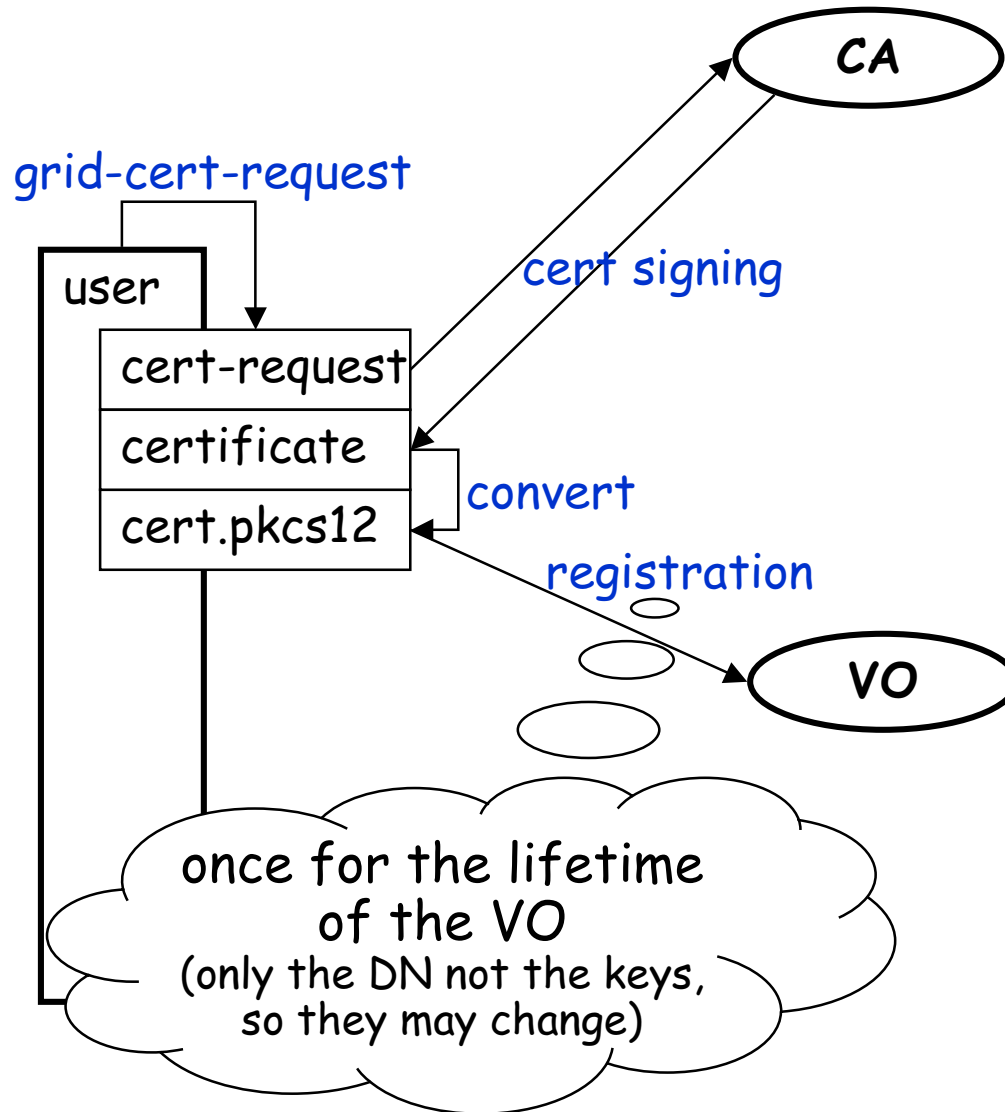 CA
grid-cert-request
cert signing
user
cert-request
certificate
convert
cert.pkcs12
registration
VO
once for the lifetime
of the VO
(only the DN not the keys,
so they may change)